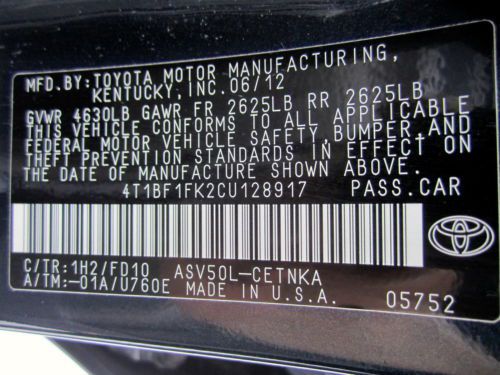 MFD. BY:TOYOTA MOTOR MANUFACTURING,
KENTUCKY,INC.06/12
GVWR 4630LB GAWR FR 2625LB RR 2625LB
THIS VEHICLE CONFORMS TO ALL APPLICABLE
FEDERAL MOTOR VEHICLE SAFETY, BUMPER,AND
THEFT PREVENTION STANDARDS IN EFFECT ON
THE DATE OF MANUFACTURE SHOWN ABOVE.
4T1BF1FK2CU128917 PASS.CAR
C/TR:1H2/FD10 ASV50L-CETNKA
A/TM:-01A/U760E MADE IN U.S.A. 05752